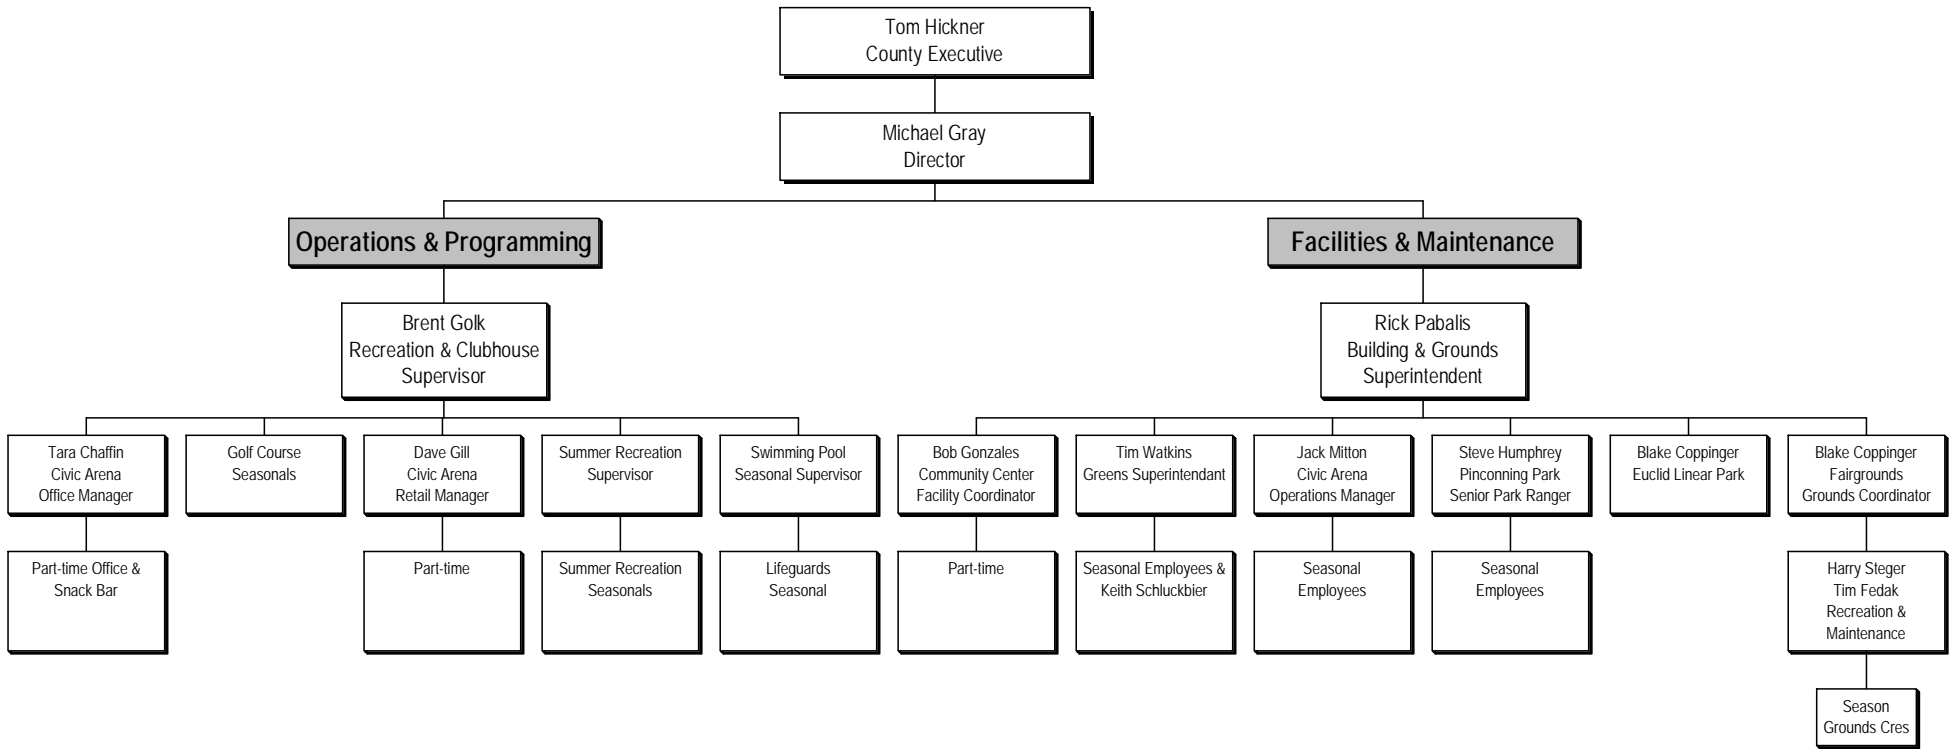 Tom Hickner
County Executive
Michael Gray
Director
Operations & Programming
Facilities & Maintenance
Brent Golk
Recreation & Clubhouse
Supervisor
Rick Pabalis
Building & Grounds
Superintendent
Tara Chaffin
Civic Arena
Office Manager
Golf Course
Seasonals
Dave Gill
Civic Arena
Retail Manager
Summer Recreation
Supervisor
Swimming Pool
Seasonal Supervisor
Bob Gonzales
Community Center
Facility Coordinator
Tim Watkins
Greens Superintendant
Jack Mitton
Civic Arena
Operations Manager
Steve Humphrey
Pinconning Park
Senior Park Ranger
Blake Coppinger
Euclid Linear Park
Blake Coppinger
Fairgrounds
Grounds Coordinator
Part-time Office &
Snack Bar
Part-time
Summer Recreation
Seasonals
Lifeguards
Seasonal
Part-time
Seasonal Employees &
Keith Schluckbier
Seasonal
Employees
Seasonal
Employees
Harry Steger
Tim Fedak
Recreation &
Maintenance
Season
Grounds Cres